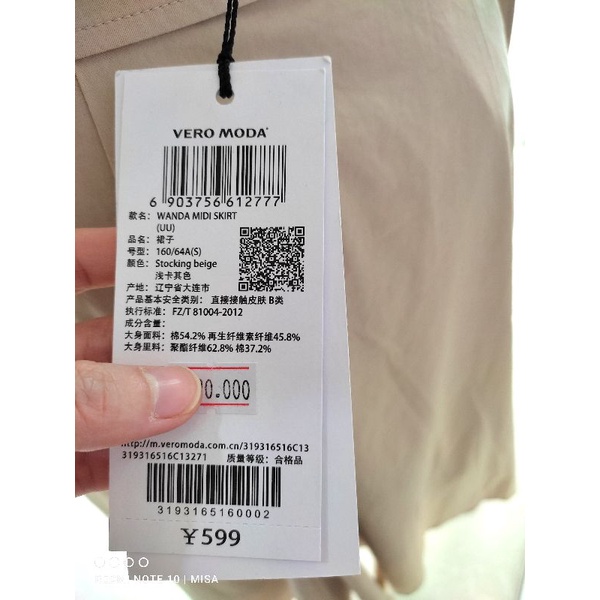 VERO MODA
6 903756 612777
款名: WANDA MIDI SKIRT
(UU)
品名: 裙子
号型: 160/64A(S)
颜色: Stocking beige
浅卡其色
产地: 辽宁省大连市
产品基本安全类别: 直接接触皮肤 B类
执行标准: FZ/T 81004-2012
成分含量:
大身面料: 棉54.2% 再生纤维素纤维45.8%
大身里料: 聚酯纤维62.8% 棉37.2%
0.000
http://m.veromoda.com.cn/319316516C13
319316516C13271 质量等级: 合格品
3193165160002
¥599
NOTE 10 | MISA